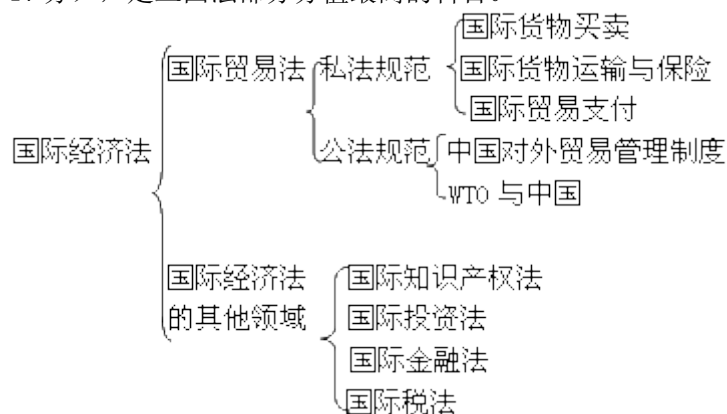 国际货物买卖
国际贸易法 私法规范 国际货物运输与保险
国际贸易支付
国际经济法 公法规范 中国对外贸易管理制度
WTO 与中国
国际经济法 国际知识产权法
的其他领域 国际投资法
国际金融法
国际税法